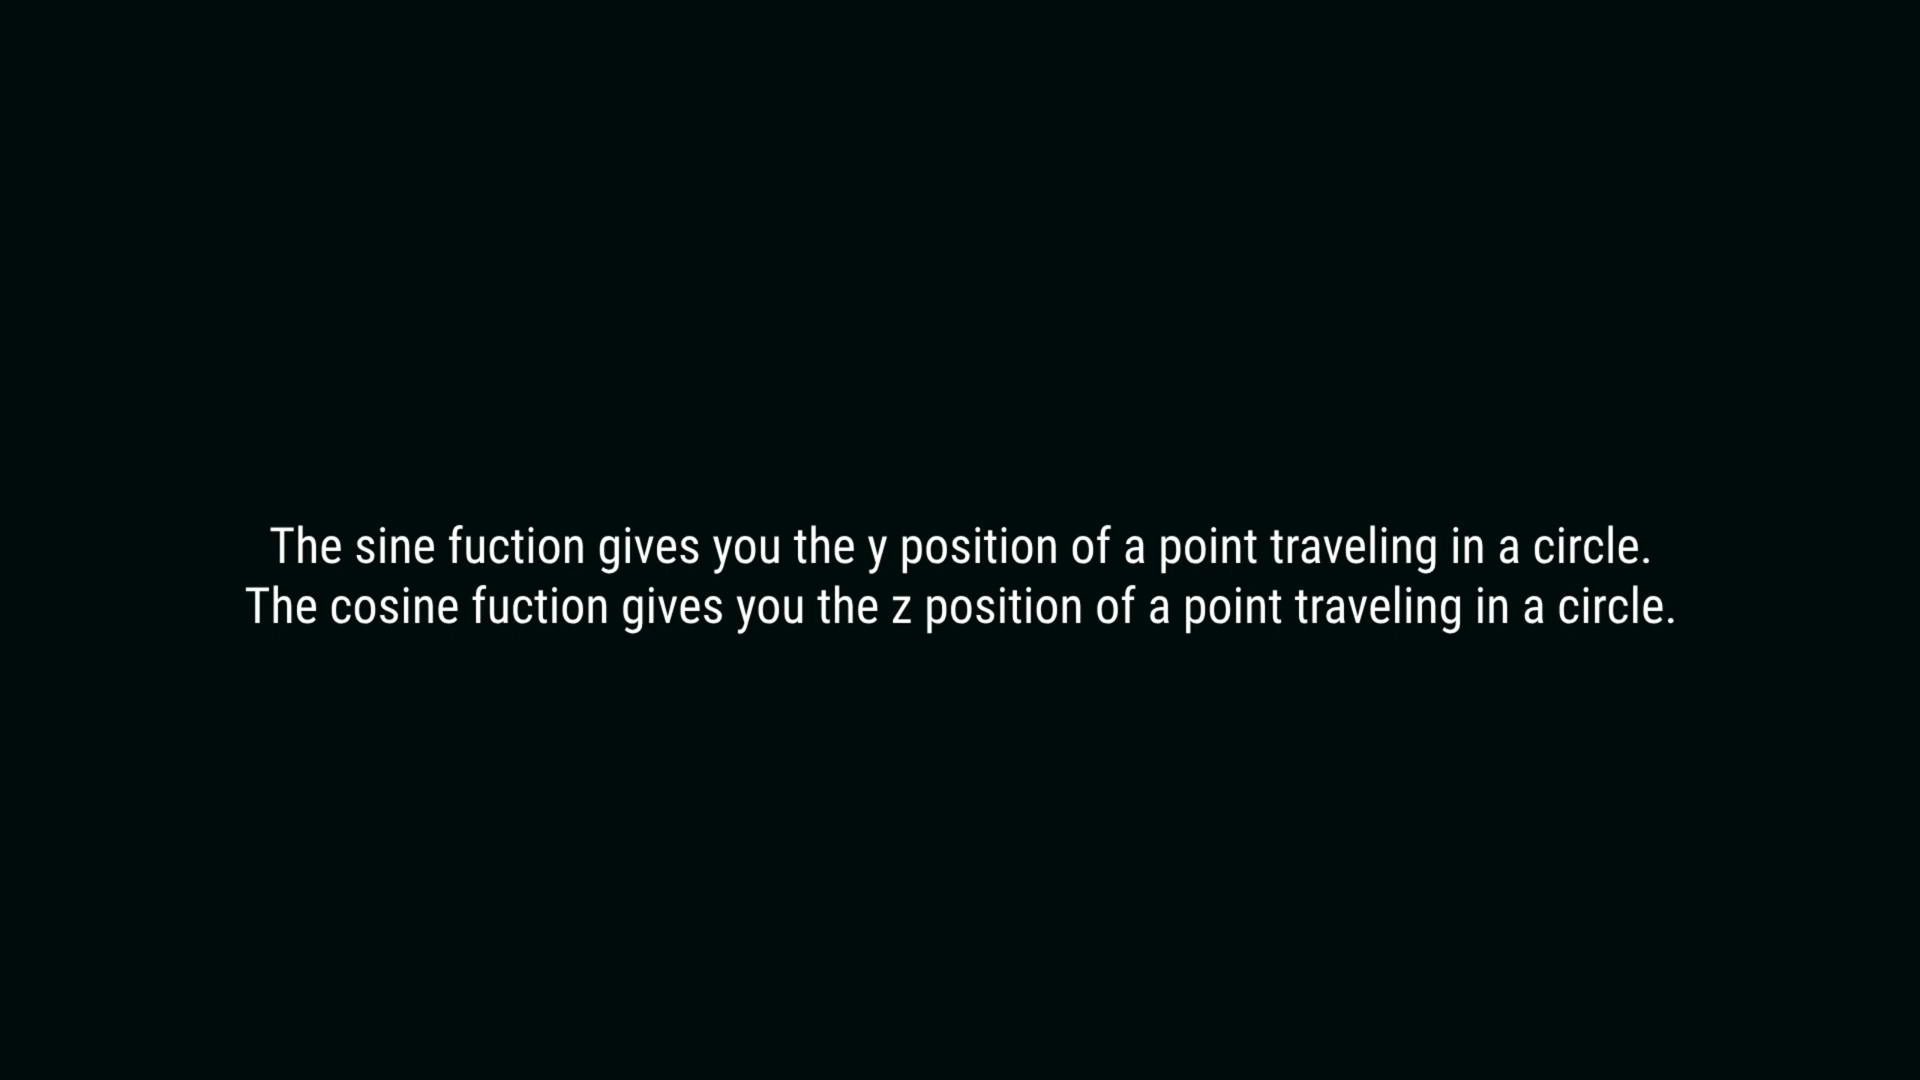 The sine fuction gives you the y position of a point traveling in a circle.
The cosine fuction gives you the z position of a point traveling in a circle.